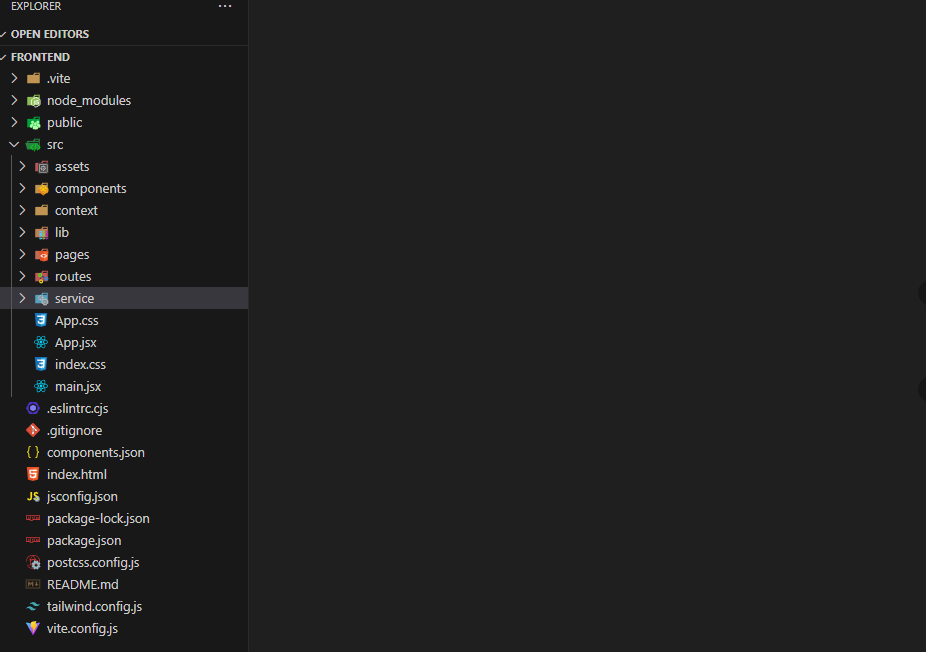 EXPLORER
OPEN EDITORS
FRONTEND
.vite
node_modules
public
src
assets
components
context
lib
pages
routes
service
App.css
App.jsx
index.css
main.jsx
.eslintrc.cjs
.gitignore
components.json
index.html
JS jsconfig.json
package-lock.json
package.json
postcss.config.js
README.md
tailwind.config.js
vite.config.js